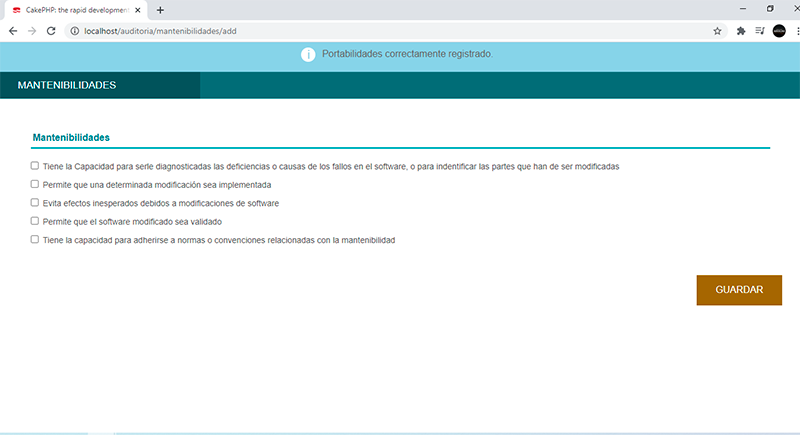 CakePHP: the rapid development
localhost/auditoria/mantenibilidades/add
Portabilidades correctamente registrado.
MANTENIBILIDADES
Mantenibilidades
Tiene la Capacidad para serle diagnosticadas las deficiencias o causas de los fallos en el software, o para indentificar las partes que han de ser modificadas
Permite que una determinada modificación sea implementada
Evita efectos inesperados debidos a modificaciones de software
Permite que el software modificado sea validado
Tiene la capacidad para adherirse a normas o convenciones relacionadas con la mantenibilidad
GUARDAR